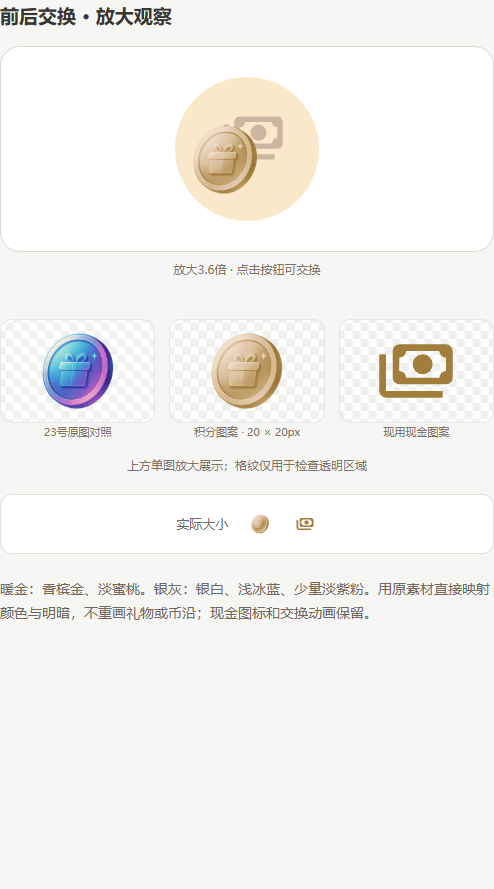 前后交换 · 放大观察
放大3.6倍 · 点击按钮可交换
23号原图对照
积分图案 · 20 × 20px
现用现金图案
上方单图放大展示；格纹仅用于检查透明区域
实际大小
暖金：香槟金、淡蜜桃。银灰：银白、浅冰蓝、少量淡紫粉。用原素材直接映射
颜色与明暗，不重画礼物或币沿；现金图标和交换动画保留。